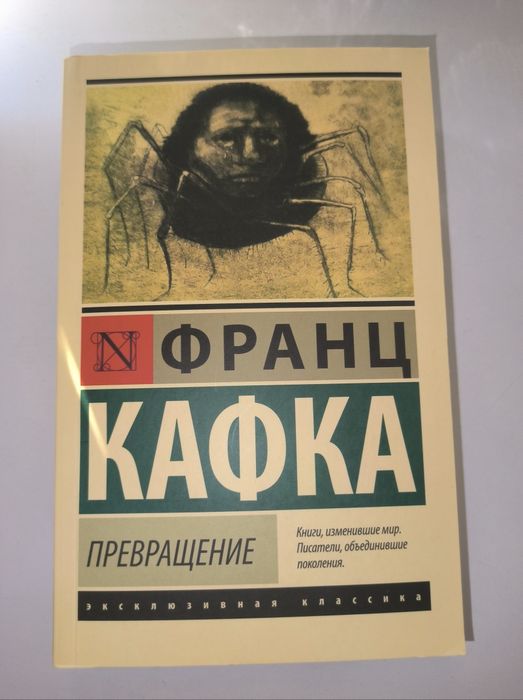 N ФРАНЦ
КАФКА
ПРЕВРАЩЕНИЕ
Книги, изменившие мир.
Писатели, объединившие
поколения.
эксклюзивная классика